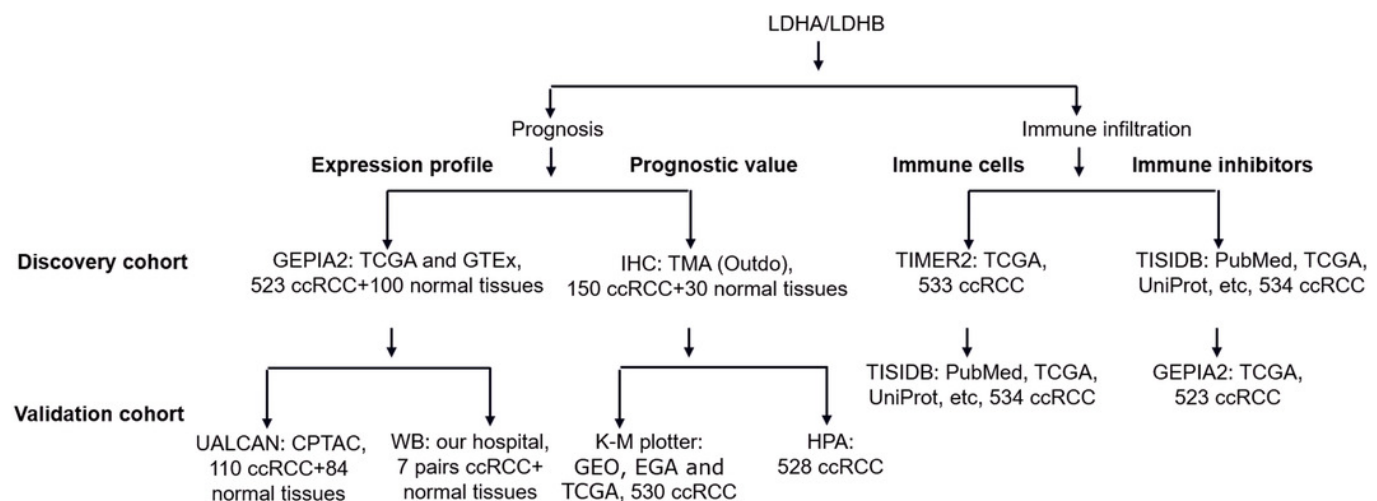 LDHA/LDHB
Prognosis
Immune infiltration
Expression profile
Prognostic value
Immune cells
Immune inhibitors
Discovery cohort
GEPIA2: TCGA and GTEx,
523 ccRCC+100 normal tissues
IHC: TMA (Outdo),
150 ccRCC+30 normal tissues
TIMER2: TCGA,
533 ccRCC
TISIDB: PubMed, TCGA,
UniProt, etc, 534 ccRCC
Validation cohort
UALCAN: CPTAC,
110 ccRCC+84
normal tissues
WB: our hospital,
7 pairs ccRCC+
normal tissues
K-M plotter:
GEO, EGA and
TCGA, 530 ccRCC
HPA:
528 ccRCC
TISIDB: PubMed, TCGA,
UniProt, etc, 534 ccRCC
GEPIA2: TCGA,
523 ccRCC